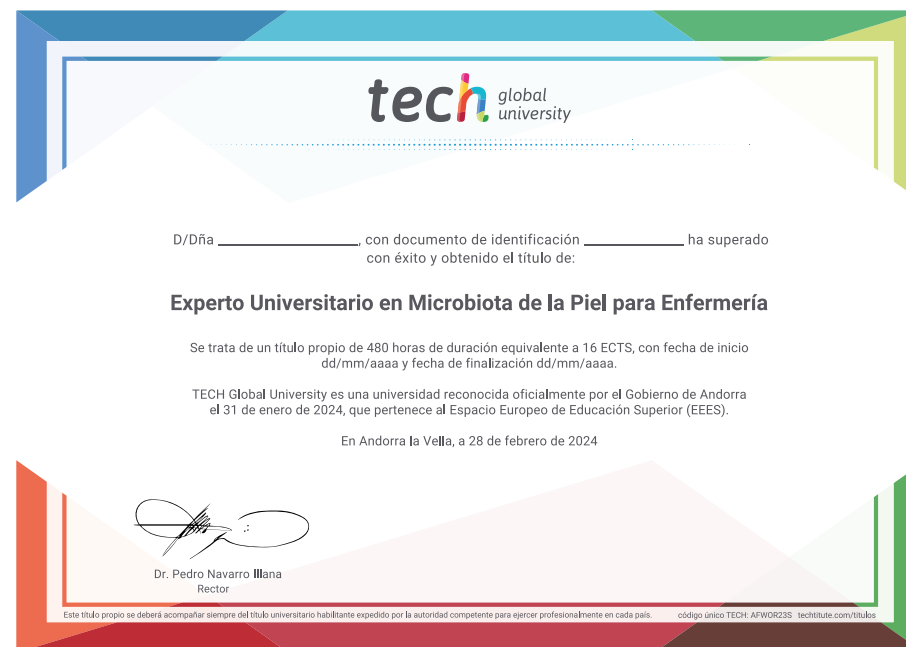 tech global university
D/Dña ____________________, con documento de identificación ______________ ha superado
con éxito y obtenido el título de:
Experto Universitario en Microbiota de la Piel para Enfermería
Se trata de un título propio de 480 horas de duración equivalente a 16 ECTS, con fecha de inicio
dd/mm/aaaa y fecha de finalización dd/mm/aaaa.
TECH Global University es una universidad reconocida oficialmente por el Gobierno de Andorra
el 31 de enero de 2024, que pertenece al Espacio Europeo de Educación Superior (EEES).
En Andorra la Vella, a 28 de febrero de 2024
Dr. Pedro Navarro Illana
Rector
Este título propio se deberá acompañar siempre del título universitario habilitante expedido por la autoridad competente para ejercer profesionalmente en cada país. código único TECH: AFWOR23S techtitute.com/titulos